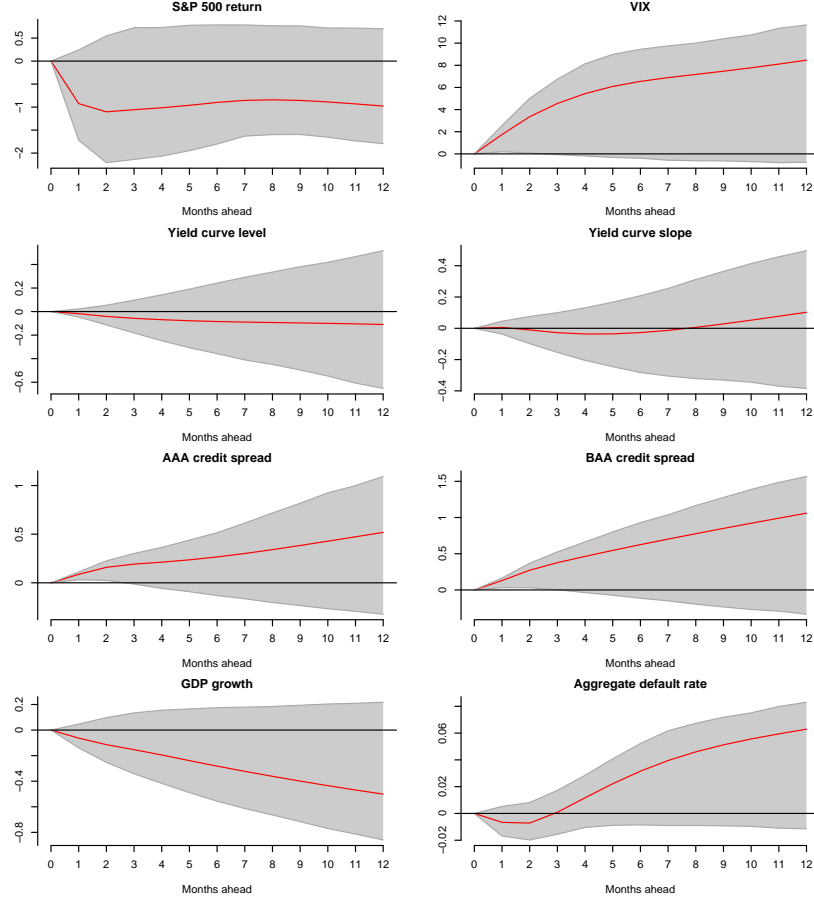 S&P 500 return
0.5
0
−1
−2
0 1 2 3 4 5 6 7 8 9 10 11 12
Months ahead
VIX
12
10
8
6
4
2
0
0 1 2 3 4 5 6 7 8 9 10 11 12
Months ahead
Yield curve level
0.2
0
−0.2
−0.6
0 1 2 3 4 5 6 7 8 9 10 11 12
Months ahead
Yield curve slope
0.4
0.2
0
−0.2
−0.4
0 1 2 3 4 5 6 7 8 9 10 11 12
Months ahead
AAA credit spread
1
0.5
0
0 1 2 3 4 5 6 7 8 9 10 11 12
Months ahead
BAA credit spread
1.5
1
0.5
0
0 1 2 3 4 5 6 7 8 9 10 11 12
Months ahead
GDP growth
0.2
0
−0.4
−0.8
0 1 2 3 4 5 6 7 8 9 10 11 12
Months ahead
Aggregate default rate
0.06
0.02
0
−0.02
0 1 2 3 4 5 6 7 8 9 10 11 12
Months ahead